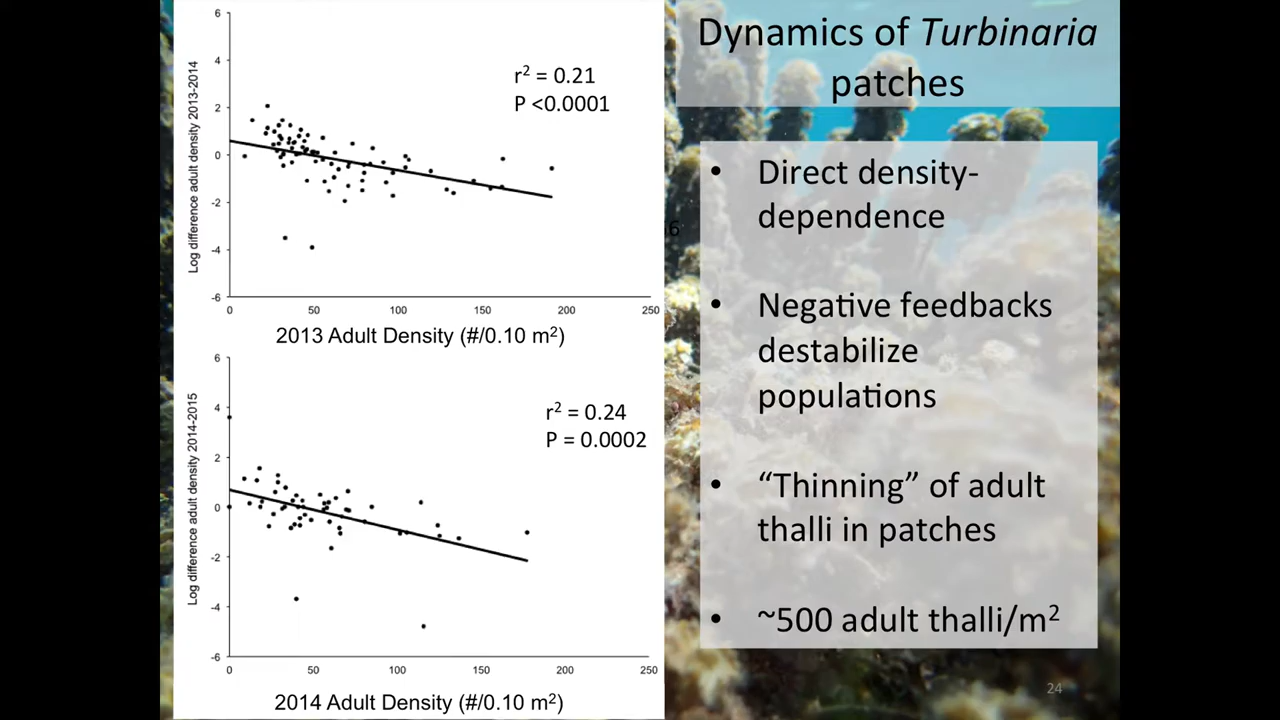 Dynamics of Turbinaria
patches
6
4
2
0
-2
-4
-6
Log difference adult density 2013-2014
r² = 0.21
P <0.0001
0 50 100 150 200 250
2013 Adult Density (#/0.10 m²)
6
4
2
0
-2
-4
-6
Log difference adult density 2014-2015
r² = 0.24
P = 0.0002
0 50 100 150 200 250
2014 Adult Density (#/0.10 m²)
6
• Direct density-
dependence
• Negative feedbacks
destabilize
populations
• “Thinning” of adult
thalli in patches
• ~500 adult thalli/m²
24